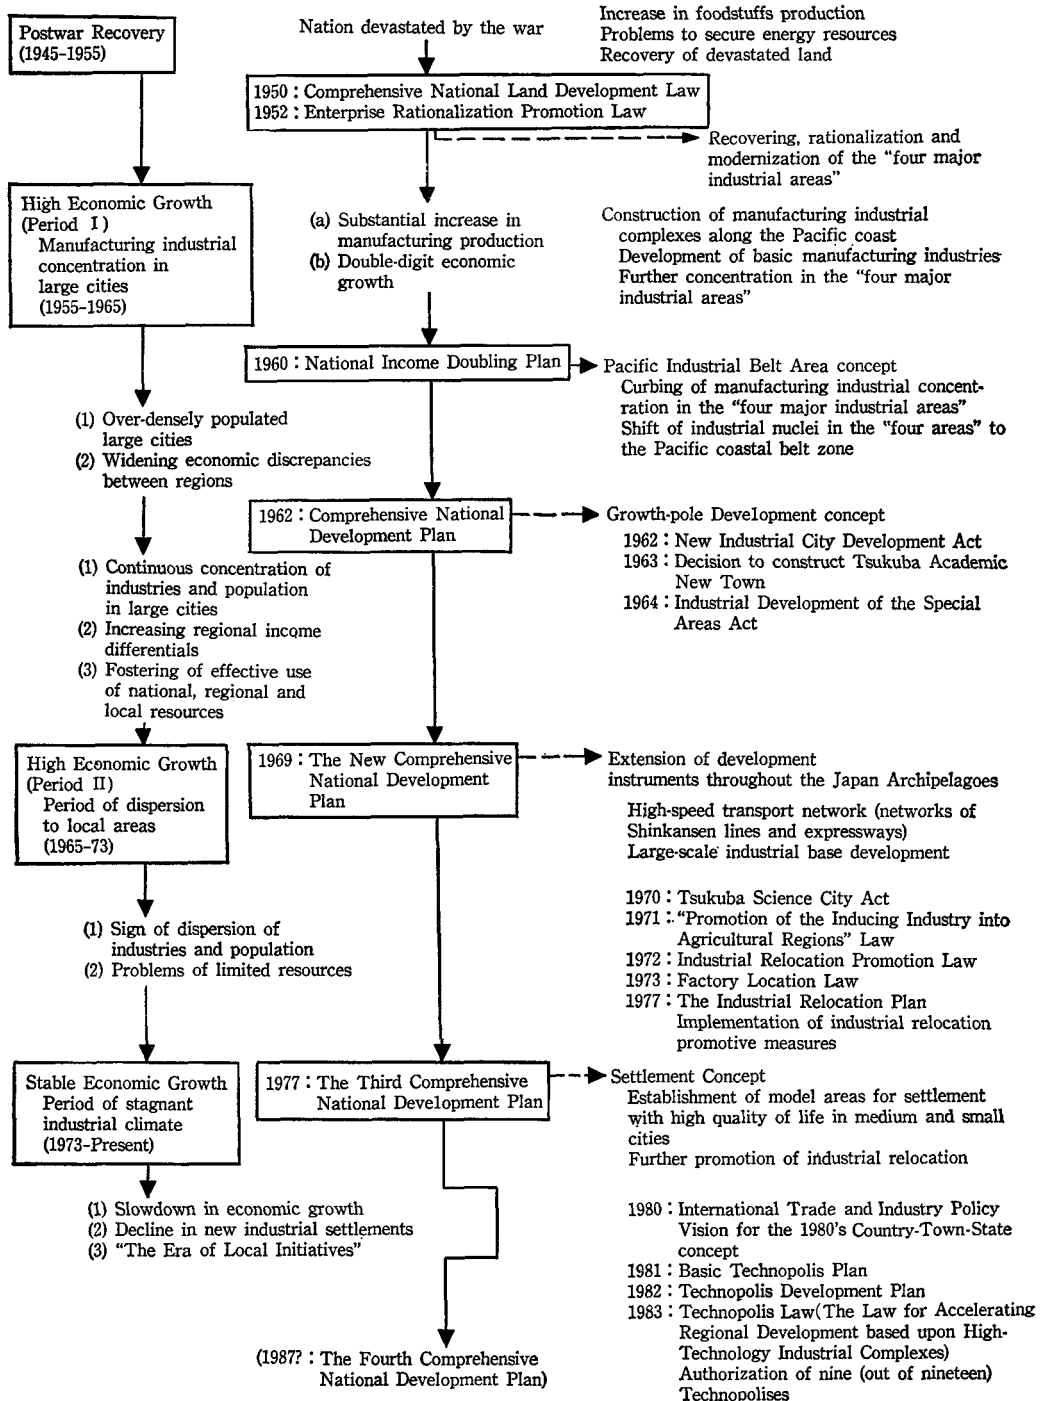 Postwar Recovery
(1945-1955)
Nation devastated by the war
Increase in foodstuffs production
Problems to secure energy resources
Recovery of devastated land
1950 : Comprehensive National Land Development Law
1952 : Enterprise Rationalization Promotion Law
Recovering, rationalization and
modernization of the "four major
industrial areas"
High Economic Growth
(Period I)
Manufacturing industrial
concentration in
large cities
(1955-1965)
(a) Substantial increase in
manufacturing production
(b) Double-digit economic
growth
Construction of manufacturing industrial
complexes along the Pacific coast
Development of basic manufacturing industries
Further concentration in the "four major
industrial areas"
1960 : National Income Doubling Plan
Pacific Industrial Belt Area concept
Curbing of manufacturing industrial concent-
ration in the "four major industrial areas"
Shift of industrial nuclei in the "four areas" to
the Pacific coastal belt zone
(1) Over-densely populated
large cities
(2) Widening economic discrepancies
between regions
1962 : Comprehensive National
Development Plan
Growth-pole Development concept
1962 : New Industrial City Development Act
1963 : Decision to construct Tsukuba Academic
New Town
1964 : Industrial Development of the Special
Areas Act
(1) Continuous concentration of
industries and population
in large cities
(2) Increasing regional income
differentials
(3) Fostering of effective use
of national, regional and
local resources
High Economic Growth
(Period II)
Period of dispersion
to local areas
(1965-73)
1969 : The New Comprehensive
National Development
Plan
Extension of development
instruments throughout the Japan Archipelagoes
High-speed transport network (networks of
Shinkansen lines and expressways)
Large-scale industrial base development
1970 : Tsukuba Science City Act
1971 : "Promotion of the Inducing Industry into
Agricultural Regions" Law
1972 : Industrial Relocation Promotion Law
1973 : Factory Location Law
1977 : The Industrial Relocation Plan
Implementation of industrial relocation
promotive measures
(1) Sign of dispersion of
industries and population
(2) Problems of limited resources
Stable Economic Growth
Period of stagnant
industrial climate
(1973-Present)
1977 : The Third Comprehensive
National Development Plan
Settlement Concept
Establishment of model areas for settlement
with high quality of life in medium and small
cities
Further promotion of industrial relocation
(1) Slowdown in economic growth
(2) Decline in new industrial settlements
(3) "The Era of Local Initiatives"
1980 : International Trade and Industry Policy
Vision for the 1980's Country-Town-State
concept
1981 : Basic Technopolis Plan
1982 : Technopolis Development Plan
1983 : Technopolis Law(The Law for Accelerating
Regional Development based upon High-
Technology Industrial Complexes)
Authorization of nine (out of nineteen)
Technopolises
(1987? : The Fourth Comprehensive
National Development Plan)